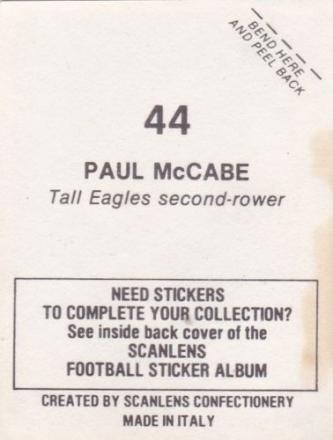 BEND HERE
AND PEEL BACK
44
PAUL McCABE
Tall Eagles second-rower
NEED STICKERS
TO COMPLETE YOUR COLLECTION?
See inside back cover of the
SCANLENS
FOOTBALL STICKER ALBUM
CREATED BY SCANLENS CONFECTIONERY
MADE IN ITALY